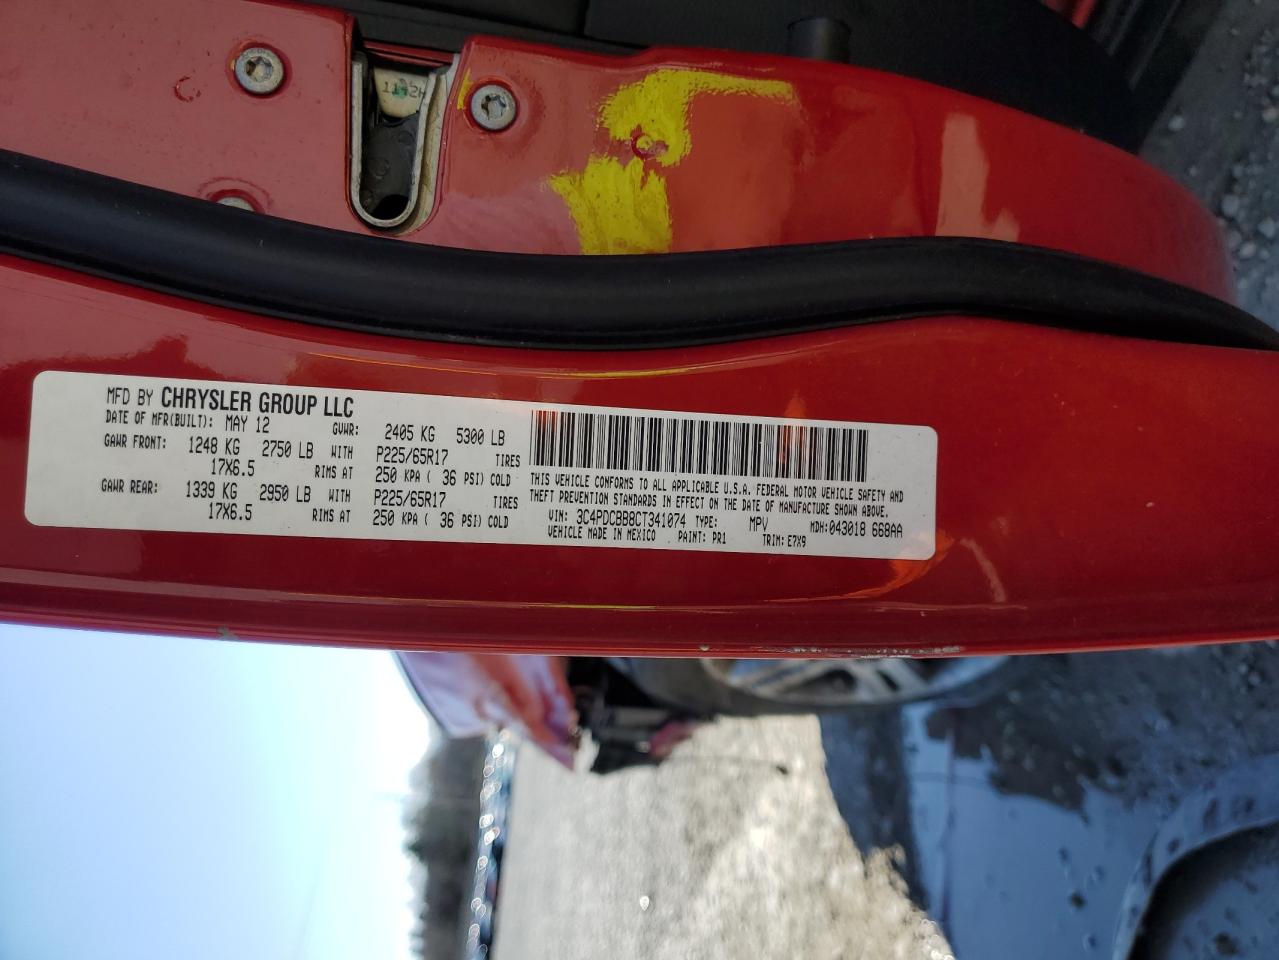 1142H
MFD BY CHRYSLER GROUP LLC
DATE OF MFR(BUILT): MAY 12 GVWR: 2405 KG 5300 LB
GAWR FRONT: 1248 KG 2750 LB WITH P225/65R17 TIRES
17X6.5 RIMS AT 250 KPA ( 36 PSI) COLD
GAWR REAR: 1339 KG 2950 LB WITH P225/65R17 TIRES
17X6.5 RIMS AT 250 KPA ( 36 PSI) COLD
THIS VEHICLE CONFORMS TO ALL APPLICABLE U.S.A. FEDERAL MOTOR VEHICLE SAFETY AND
THEFT PREVENTION STANDARDS IN EFFECT ON THE DATE OF MANUFACTURE SHOWN ABOVE.
VIN: 3C4PDCBB8CT341074 TYPE: MPV MDH:043018 668AA
VEHICLE MADE IN MEXICO PAINT: PR1 TRIM: E7X9